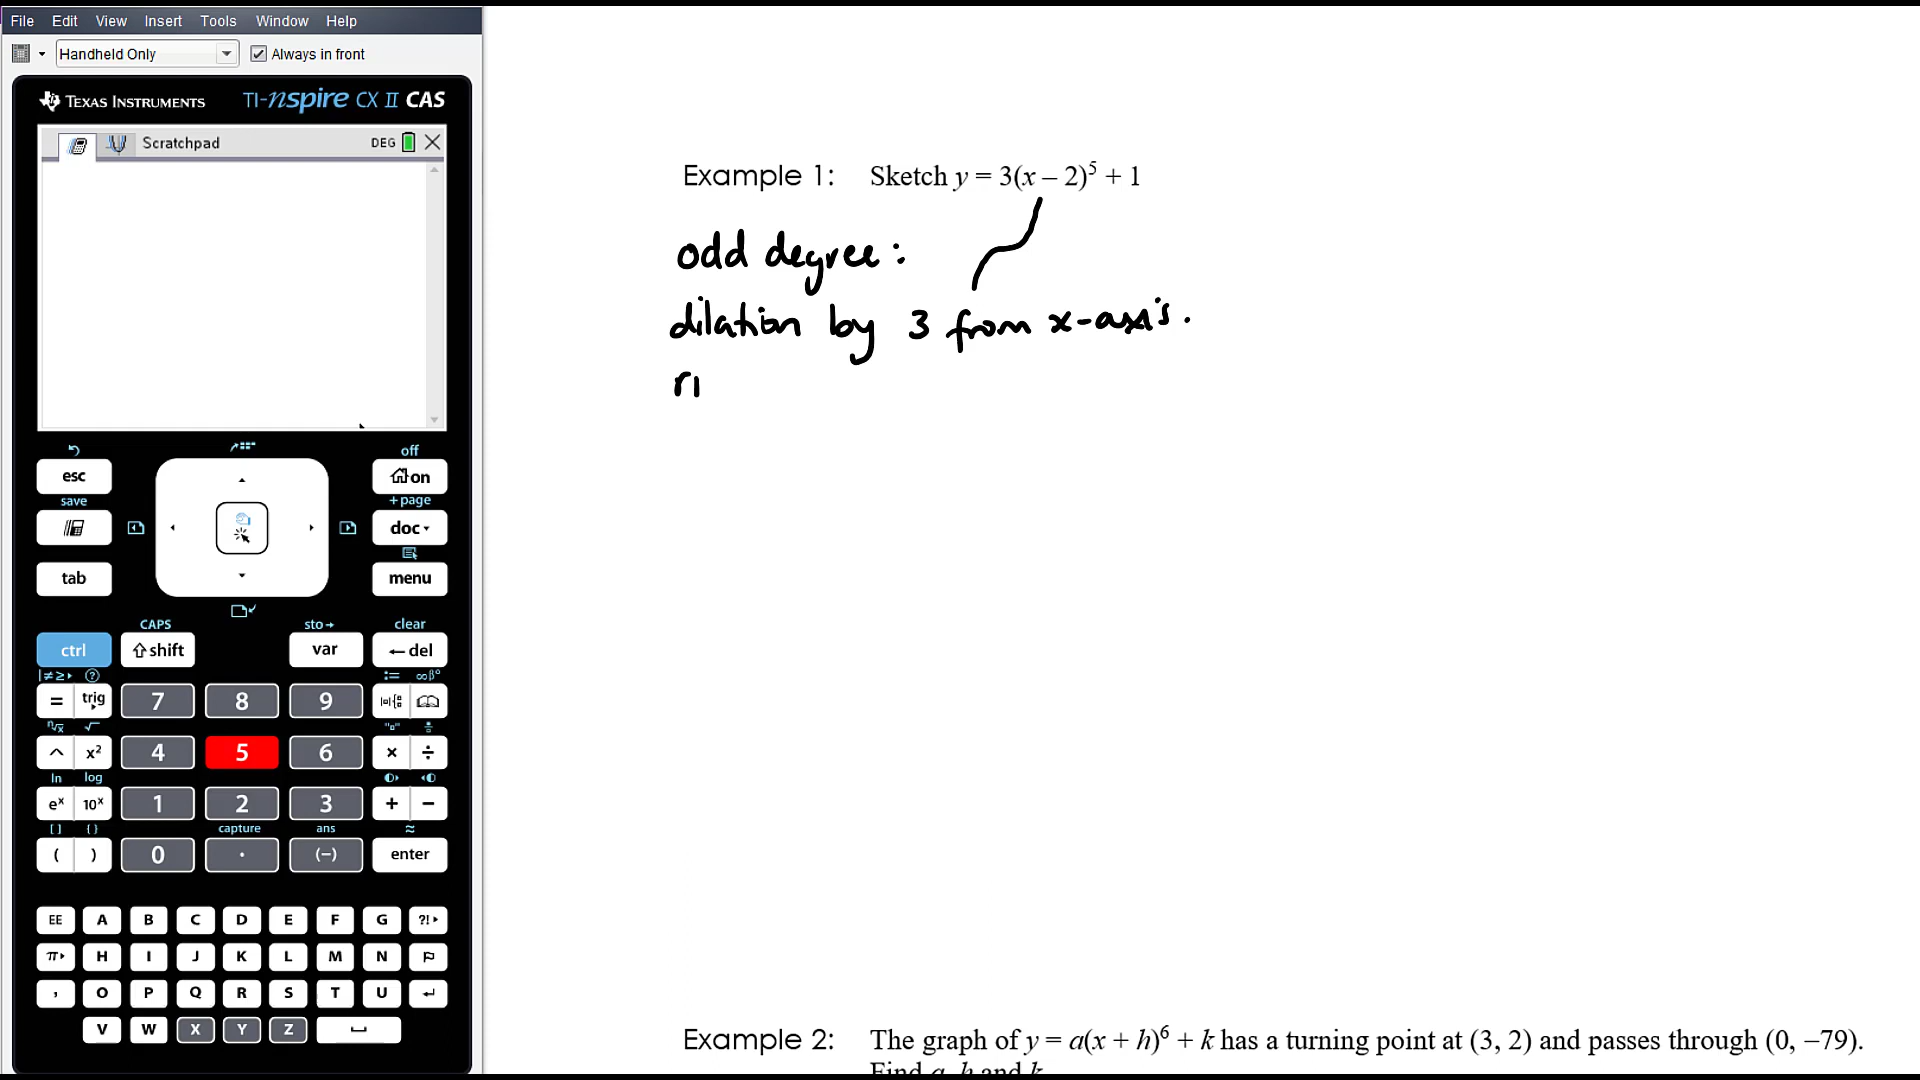 File Edit View Insert Tools Window Help
Handheld Only Always in front
TEXAS INSTRUMENTS TI-nspire CX II CAS
Scratchpad DEG
off
esc on
save + page
doc
tab menu
CAPS sto→ clear
ctrl ⇧shift var ←del
|≠≥▸ ? := ∞β°
= trig 7 8 9
ⁿ√x √
^ x² 4 5 6 × ÷
ln log
eˣ 10ˣ 1 2 3 + −
[ ] { } capture ans ≈
( ) 0 . (−) enter
EE A B C D E F G ?!▸
π▸ H I J K L M N
, O P Q R S T U ↵
V W X Y Z
Example 1: Sketch y = 3(x – 2)⁵ + 1
odd degree :
dilation by 3 from x-axis.
ri
Example 2: The graph of y = a(x + h)⁶ + k has a turning point at (3, 2) and passes through (0, –79).
Find a, h and k